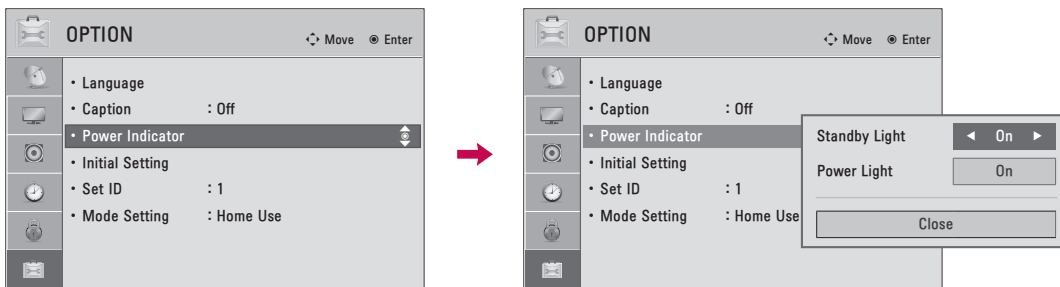 OPTION Move Enter
• Language
• Caption : Off
• Power Indicator
• Initial Setting
• Set ID : 1
• Mode Setting : Home Use
OPTION Move Enter
• Language
• Caption : Off
• Power Indicator
• Initial Setting
• Set ID : 1
• Mode Setting : Home Use
Standby Light ◄ On ►
Power Light On
Close